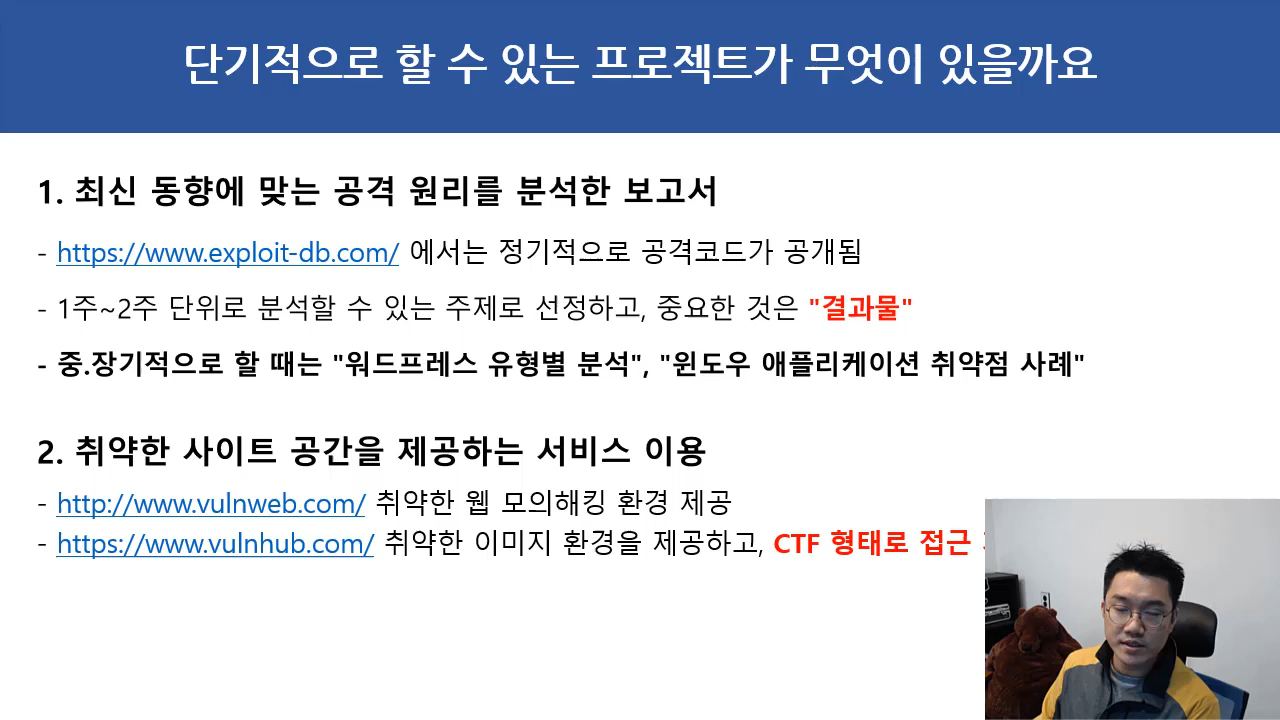 단기적으로 할 수 있는 프로젝트가 무엇이 있을까요
1. 최신 동향에 맞는 공격 원리를 분석한 보고서
- https://www.exploit-db.com/ 에서는 정기적으로 공격코드가 공개됨
- 1주~2주 단위로 분석할 수 있는 주제로 선정하고, 중요한 것은 "결과물"
- 중.장기적으로 할 때는 "워드프레스 유형별 분석", "윈도우 애플리케이션 취약점 사례"
2. 취약한 사이트 공간을 제공하는 서비스 이용
- http://www.vulnweb.com/ 취약한 웹 모의해킹 환경 제공
- https://www.vulnhub.com/ 취약한 이미지 환경을 제공하고, CTF 형태로 접근